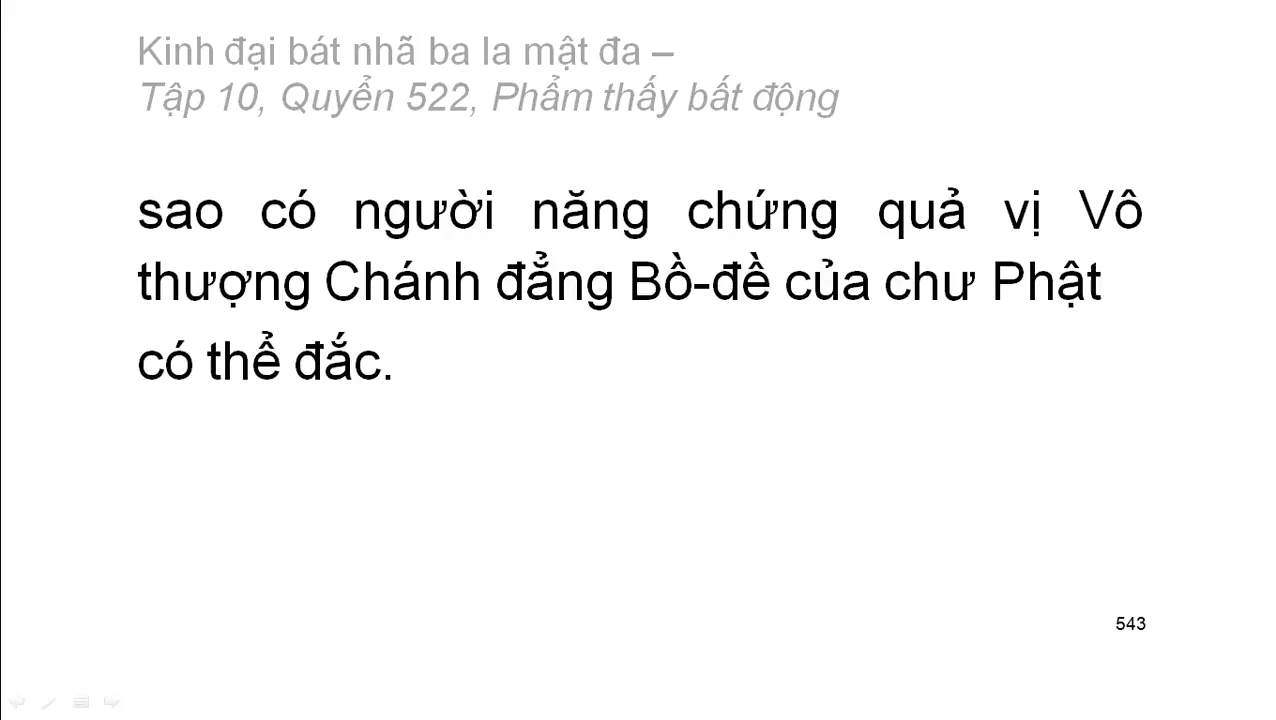 Kinh đại bát nhã ba la mật đa –
Tập 10, Quyển 522, Phẩm thấy bất động
sao có người năng chứng quả vị Vô
thượng Chánh đẳng Bồ-đề của chư Phật
có thể đắc.
543